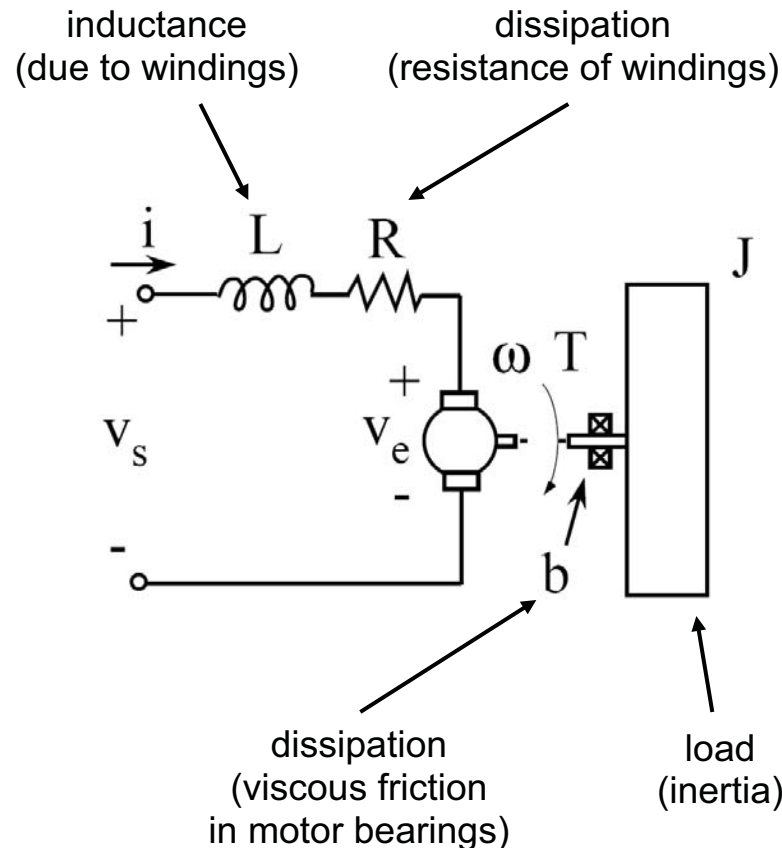 inductance
(due to windings)
dissipation
(resistance of windings)
i
L
R
J
+
+
ω T
v_s
v_e
-
-
b
dissipation
(viscous friction
in motor bearings)
load
(inertia)